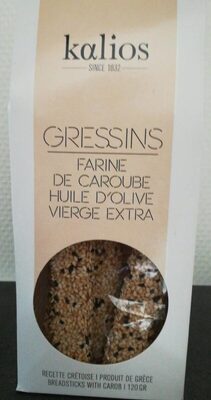 kalios
SINCE 1832
GRESSINS
FARINE
DE CAROUBE
HUILE D'OLIVE
VIERGE EXTRA
RECETTE CRÉTOISE I PRODUIT DE GRÈCE
BREADSTICKS WITH CAROB I 120 GR